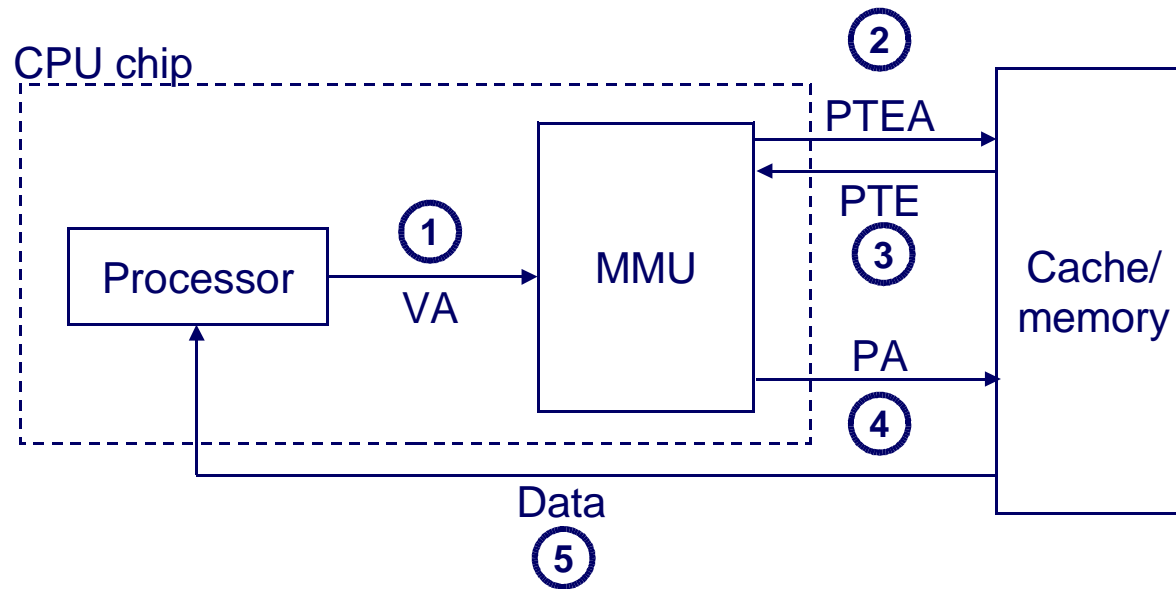 2
CPU chip
PTEA
PTE
1
3
Processor
MMU
Cache/
memory
VA
PA
4
Data
5